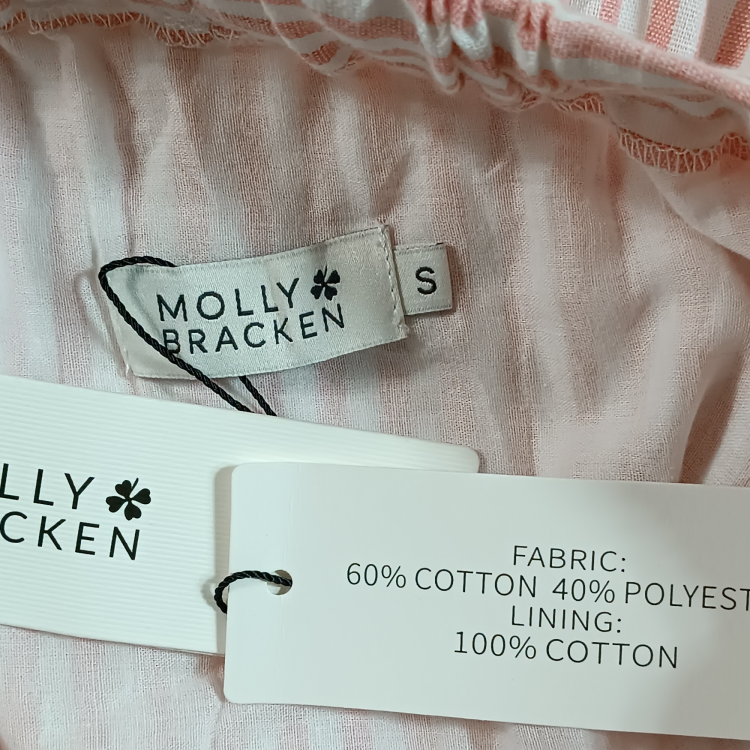 MOLLY
BRACKEN
S
LLY
CKEN
FABRIC:
60% COTTON 40% POLYEST
LINING:
100% COTTON